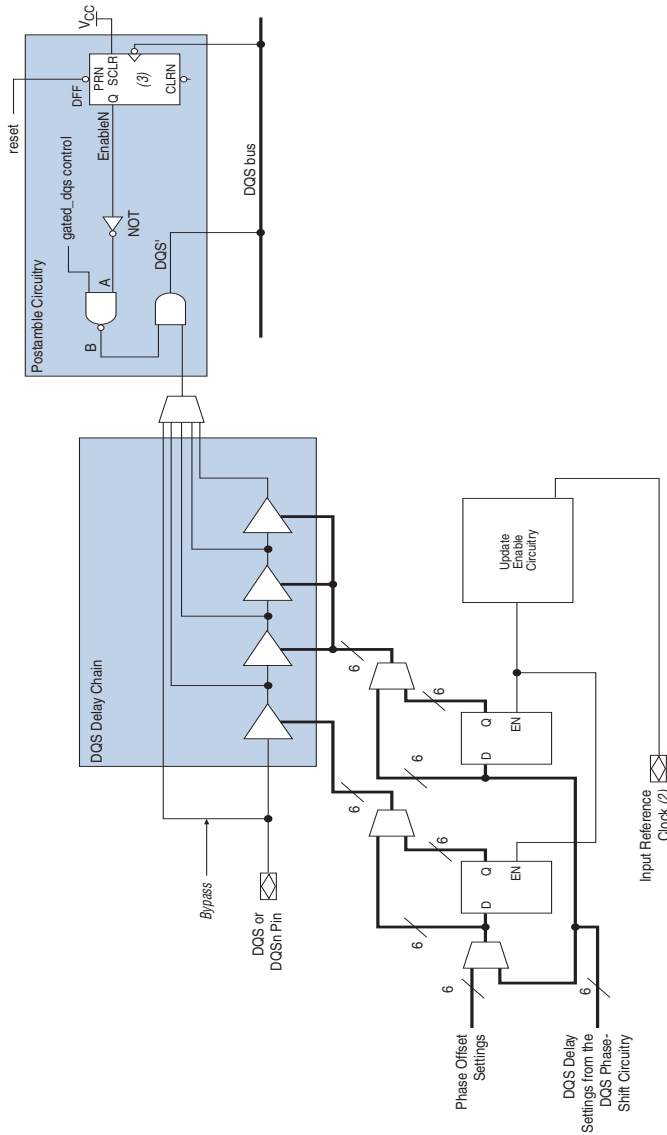 DQS Delay Chain
Bypass
DQS or
DQSn Pin
Postamble Circuitry
gated_dqs control
reset
DFF
PRN
SCLR
VCC
Q
(3)
CLRN
EnableN
NOT
A
B
DQS'
DQS bus
6
6
6
6
6
6
6
6
Phase Offset
Settings
DQS Delay
Settings from the
DQS Phase-
Shift Circuitry
D
Q
EN
D
Q
EN
Update
Enable
Circuitry
Input Reference
Clock (2)